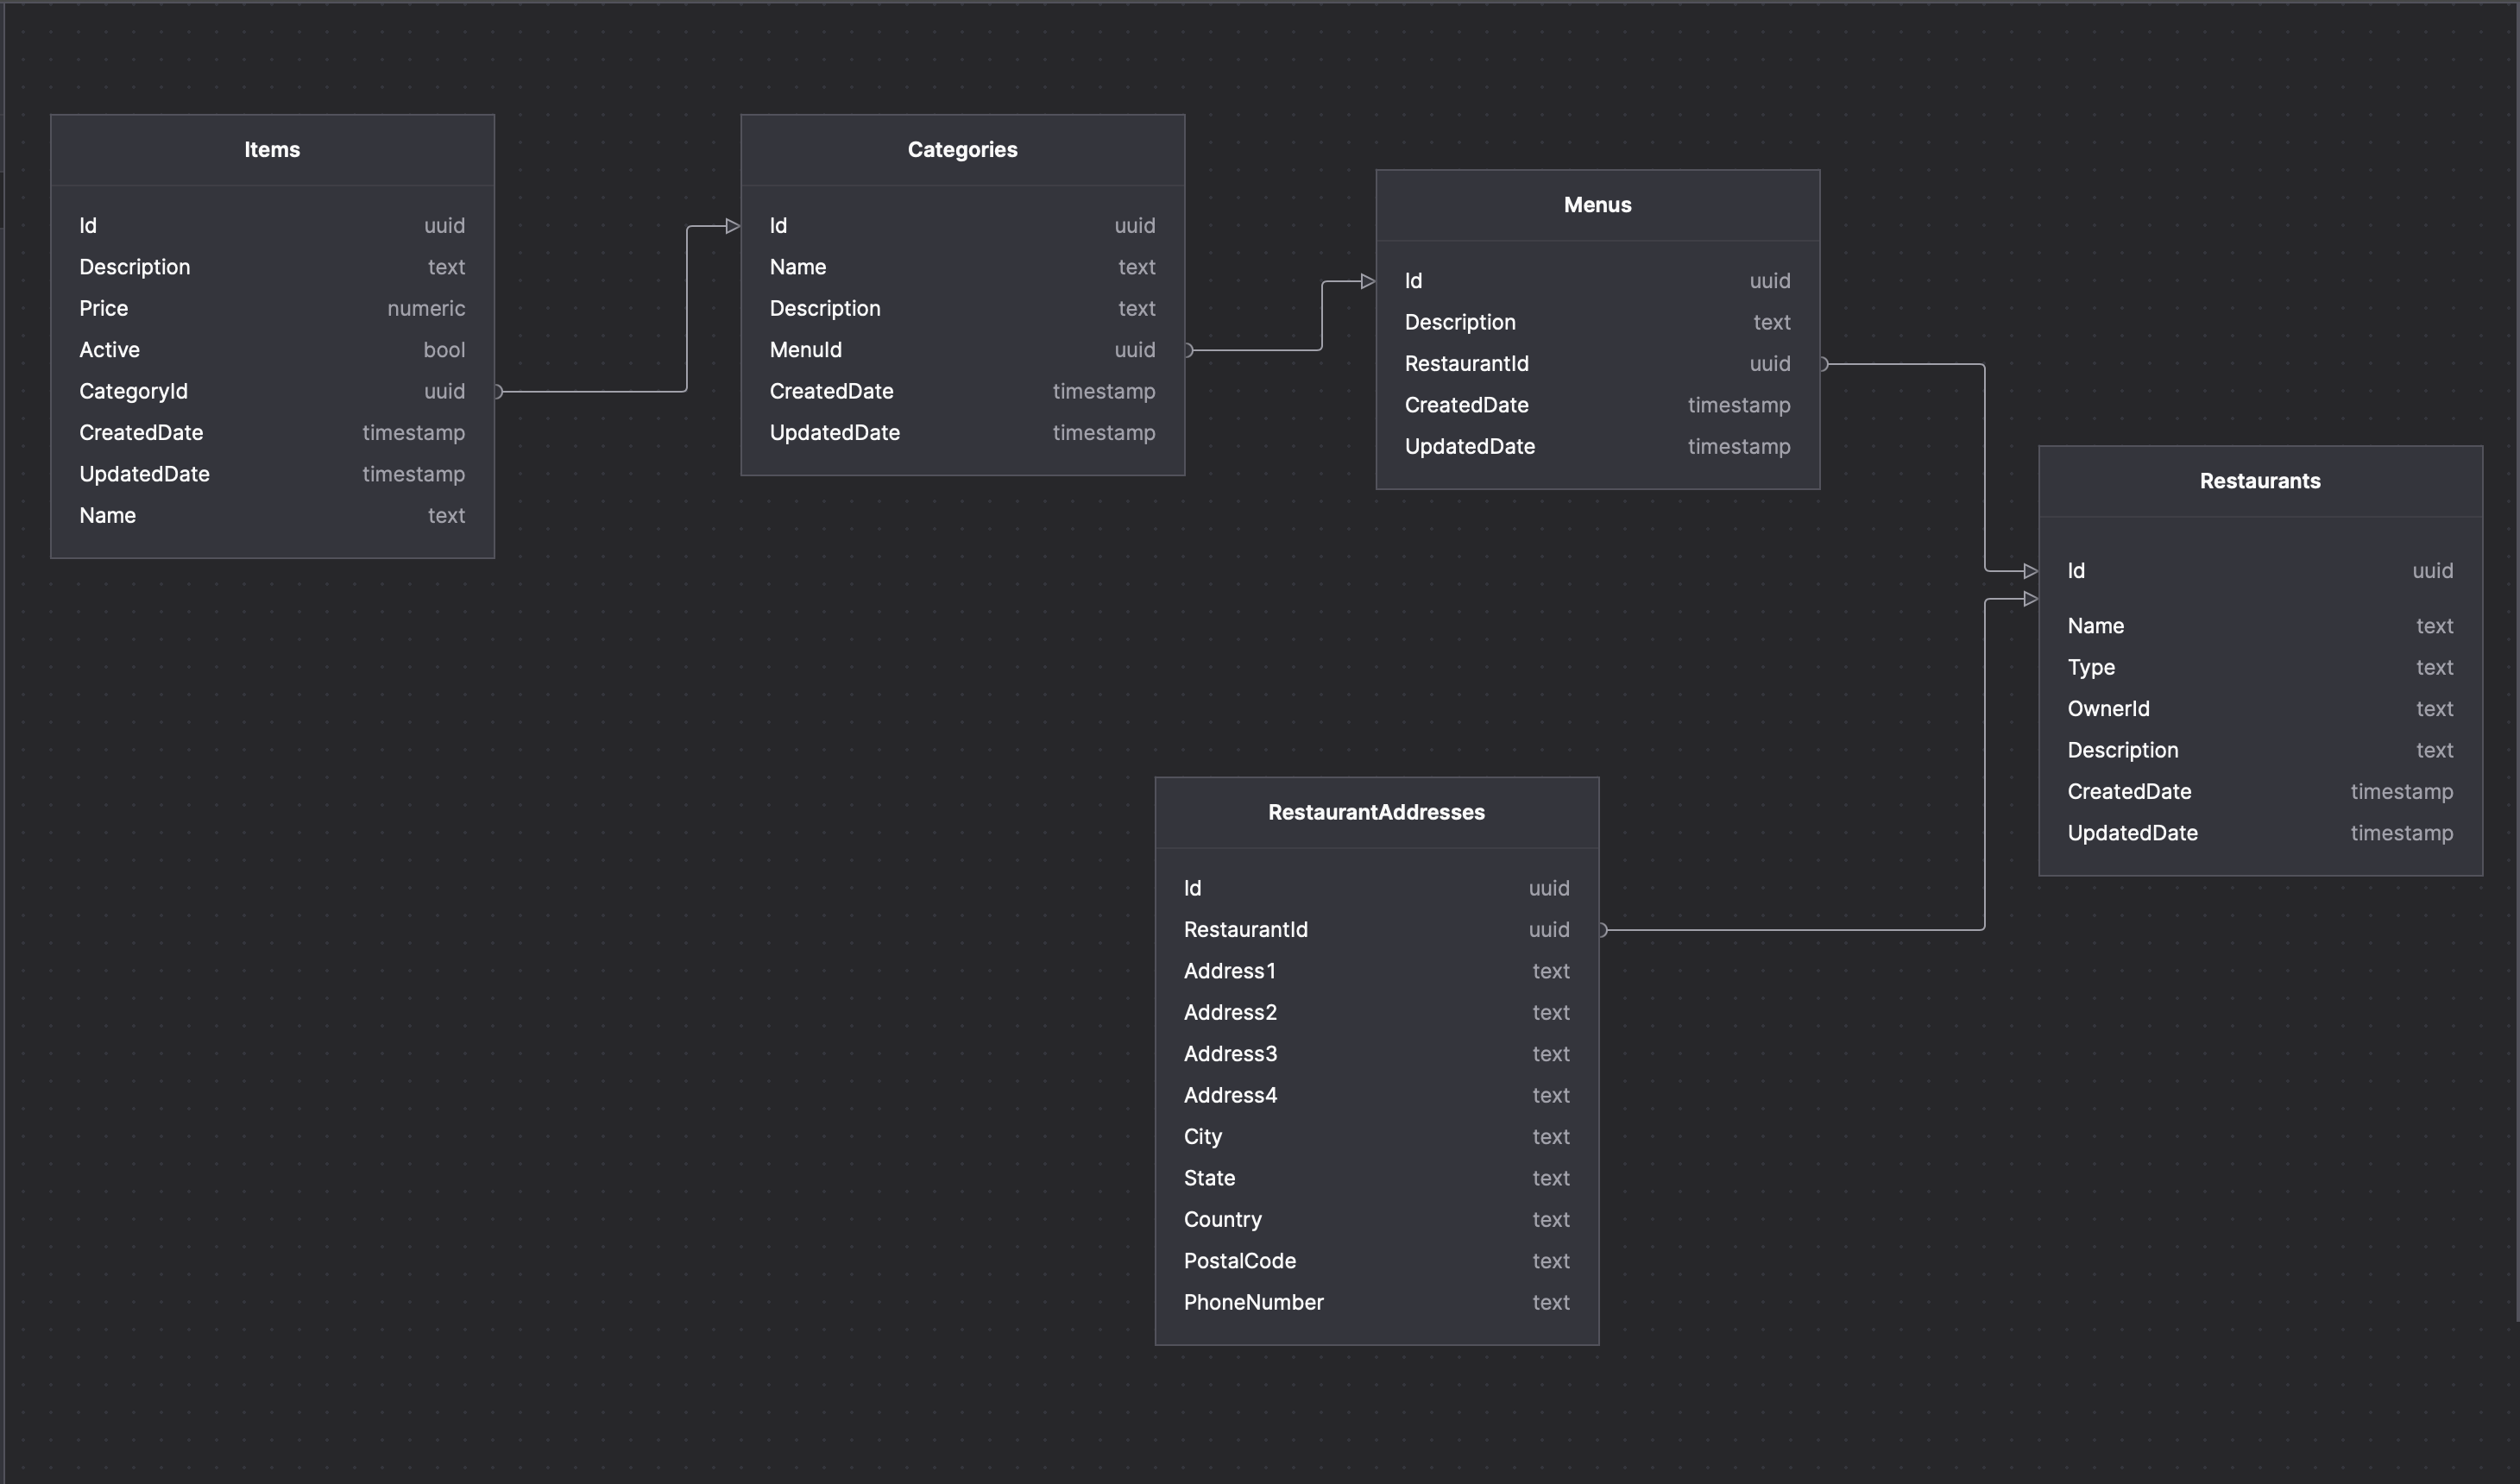 Items
Id uuid
Description text
Price numeric
Active bool
CategoryId uuid
CreatedDate timestamp
UpdatedDate timestamp
Name text
Categories
Id uuid
Name text
Description text
MenuId uuid
CreatedDate timestamp
UpdatedDate timestamp
Menus
Id uuid
Description text
RestaurantId uuid
CreatedDate timestamp
UpdatedDate timestamp
Restaurants
Id uuid
Name text
Type text
OwnerId text
Description text
CreatedDate timestamp
UpdatedDate timestamp
RestaurantAddresses
Id uuid
RestaurantId uuid
Address1 text
Address2 text
Address3 text
Address4 text
City text
State text
Country text
PostalCode text
PhoneNumber text